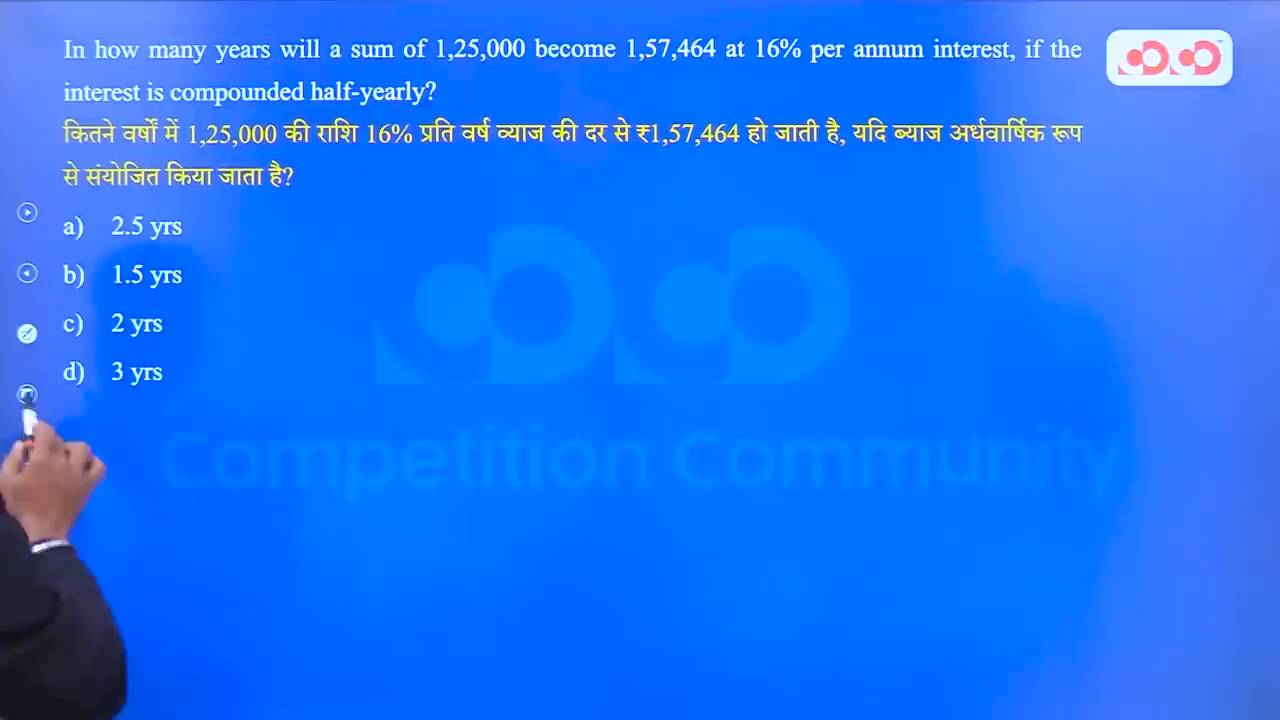 In how many years will a sum of 1,25,000 become 1,57,464 at 16% per annum interest, if the
interest is compounded half-yearly?
कितने वर्षों में 1,25,000 की राशि 16% प्रति वर्ष व्याज की दर से ₹1,57,464 हो जाती है, यदि ब्याज अर्धवार्षिक रूप
से संयोजित किया जाता है?
a) 2.5 yrs
b) 1.5 yrs
c) 2 yrs
d) 3 yrs
Competition Community